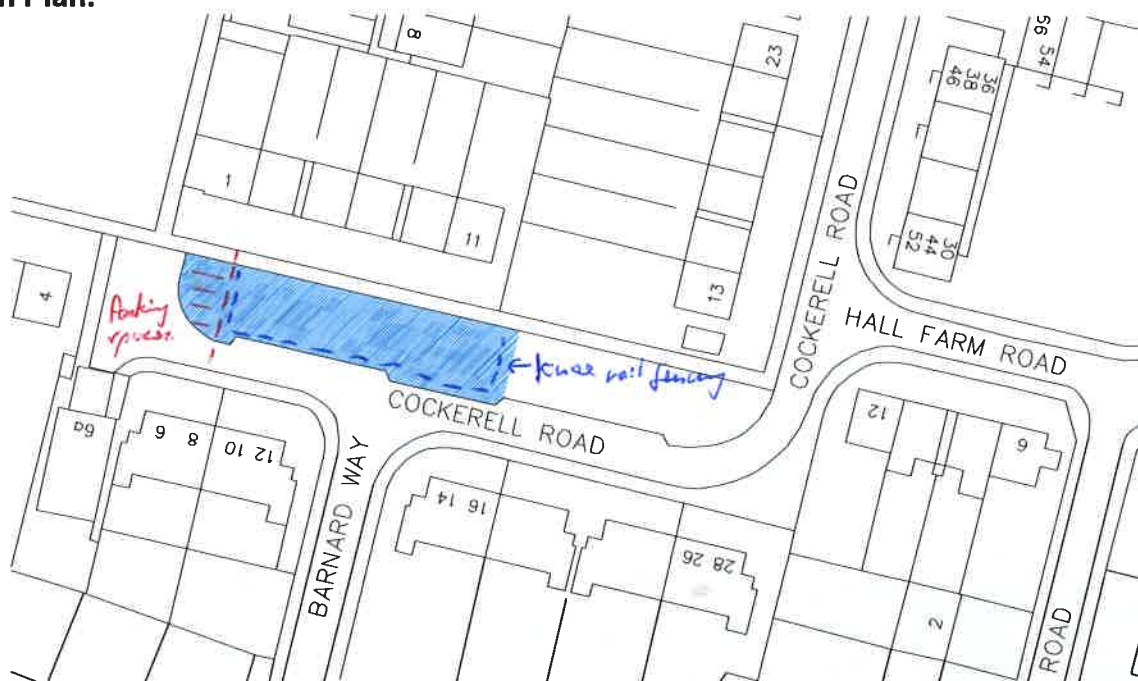 Plan.
8
23
56 54
36
38
46
1
11
13
30
44
52
4
Parking
spaces.
←knee rail fencing
COCKERELL ROAD
COCKERELL ROAD
HALL FARM ROAD
BARNARD WAY
6a
6 8 10 12
14 16
26 28
12
6
2
ROAD